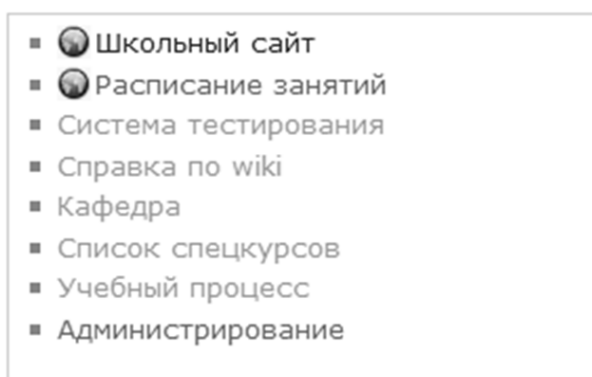 Школьный сайт
Расписание занятий
Система тестирования
Справка по wiki
Кафедра
Список спецкурсов
Учебный процесс
Администрирование